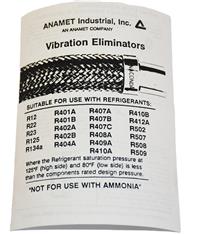 ANAMET Industrial, Inc.
AN ANAMET COMPANY
Vibration Eliminators
SUITABLE FOR USE WITH REFRIGERANTS:
R12 R401A R407A R410B
R22 R401B R407B R412A
R23 R402A R407C R502
R125 R402B R408A R507
R134a R404A R409A R508
R410A R509
Where the Refrigerant saturation pressure at
125°F (high side) and 80°F (low side) is less
than the components rated design pressure.
"NOT FOR USE WITH AMMONIA"